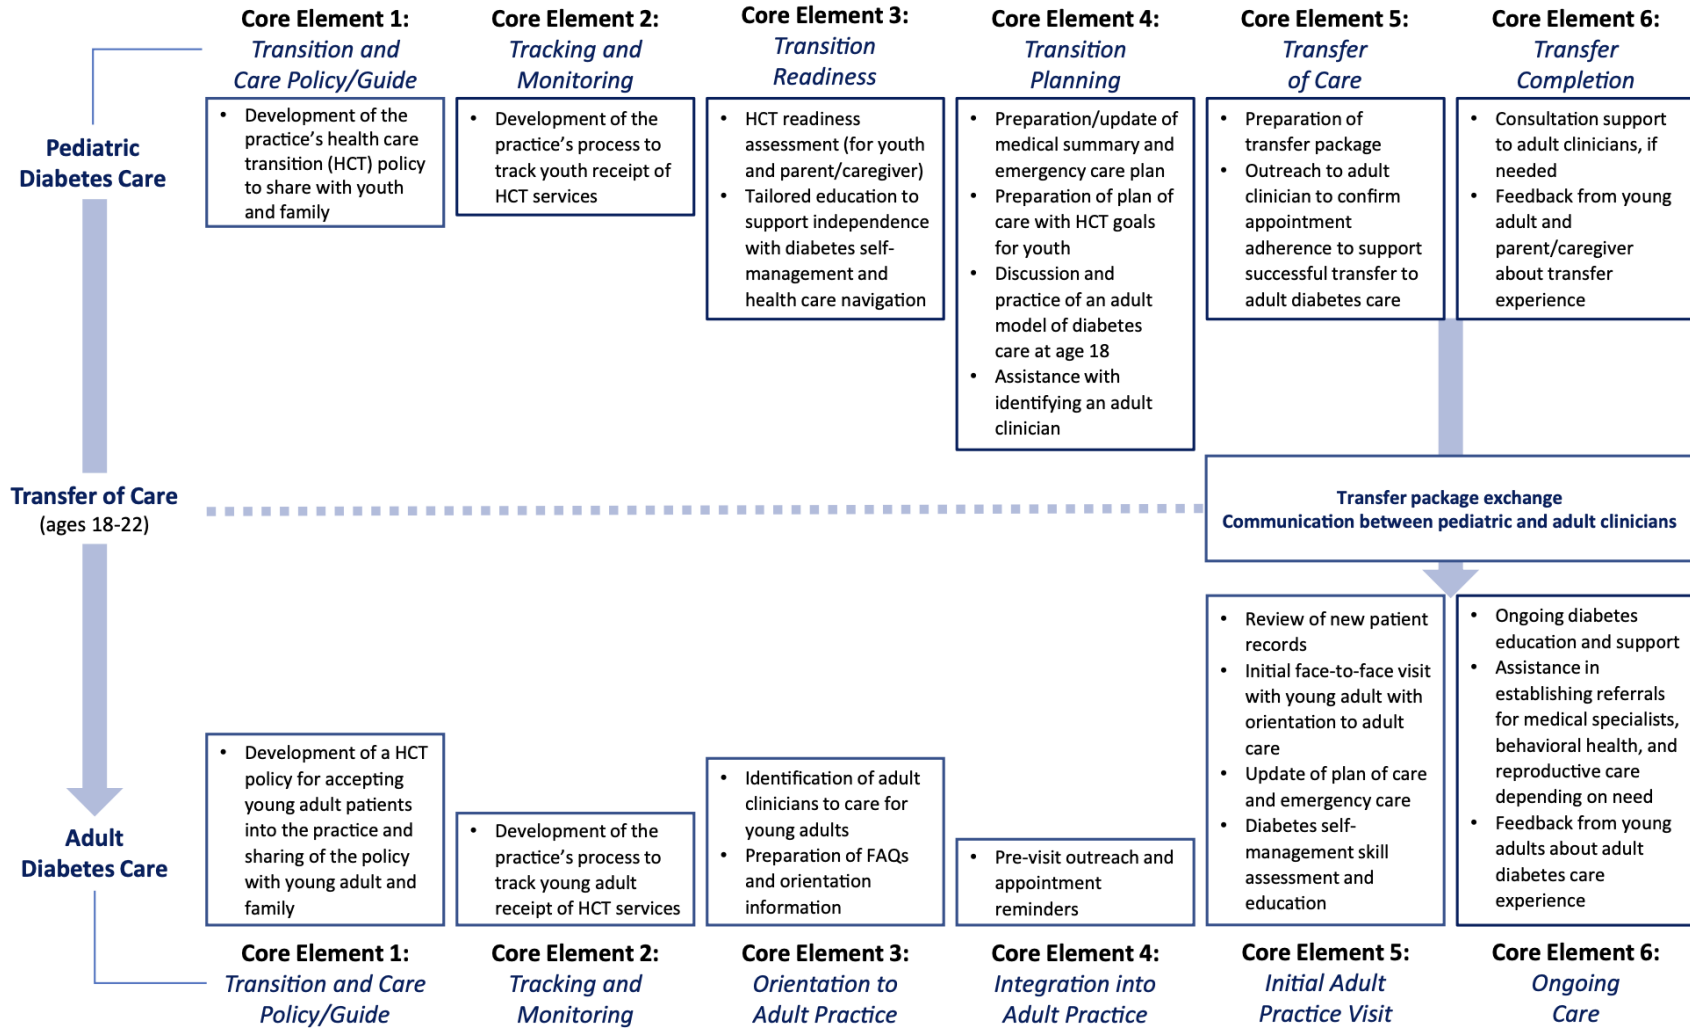 Core Element 1:
Transition and
Care Policy/Guide
Core Element 2:
Tracking and
Monitoring
Core Element 3:
Transition
Readiness
Core Element 4:
Transition
Planning
Core Element 5:
Transfer
of Care
Core Element 6:
Transfer
Completion
Pediatric
Diabetes Care
• Development of the
practice's health care
transition (HCT) policy
to share with youth
and family
• Development of the
practice's process to
track youth receipt of
HCT services
• HCT readiness
assessment (for youth
and parent/caregiver)
• Tailored education to
support independence
with diabetes self-
management and
health care navigation
• Preparation/update of
medical summary and
emergency care plan
• Preparation of plan of
care with HCT goals
for youth
• Discussion and
practice of an adult
model of diabetes
care at age 18
• Assistance with
identifying an adult
clinician
• Preparation of
transfer package
• Outreach to adult
clinician to confirm
appointment
adherence to support
successful transfer to
adult diabetes care
• Consultation support
to adult clinicians, if
needed
• Feedback from young
adult and
parent/caregiver
about transfer
experience
Transfer of Care
(ages 18-22)
Transfer package exchange
Communication between pediatric and adult clinicians
Adult
Diabetes Care
• Development of a HCT
policy for accepting
young adult patients
into the practice and
sharing of the policy
with young adult and
family
• Development of the
practice's process to
track young adult
receipt of HCT services
• Identification of adult
clinicians to care for
young adults
• Preparation of FAQs
and orientation
information
• Pre-visit outreach and
appointment
reminders
• Review of new patient
records
• Initial face-to-face visit
with young adult with
orientation to adult
care
• Update of plan of care
and emergency care
• Diabetes self-
management skill
assessment and
education
• Ongoing diabetes
education and support
• Assistance in
establishing referrals
for medical specialists,
behavioral health, and
reproductive care
depending on need
• Feedback from young
adults about adult
diabetes care
experience
Core Element 1:
Transition and Care
Policy/Guide
Core Element 2:
Tracking and
Monitoring
Core Element 3:
Orientation to
Adult Practice
Core Element 4:
Integration into
Adult Practice
Core Element 5:
Initial Adult
Practice Visit
Core Element 6:
Ongoing
Care